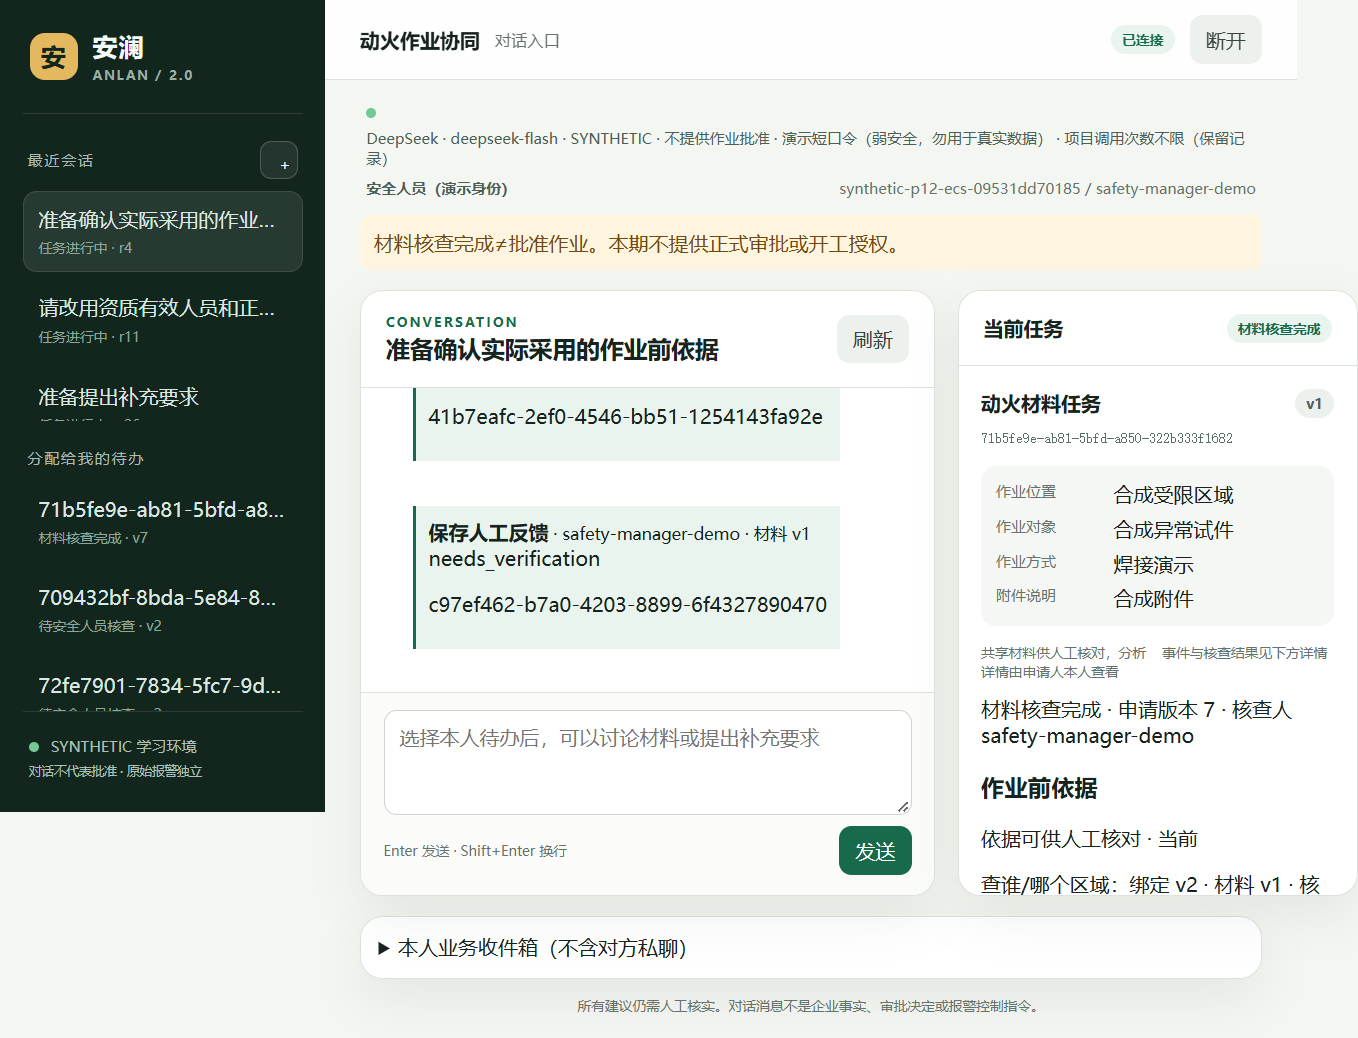 安
安澜
ANLAN / 2.0
最近会话
+
准备确认实际采用的作业...
任务进行中 · r4
请改用资质有效人员和正...
任务进行中 · r11
准备提出补充要求
分配给我的待办
71b5fe9e-ab81-5bfd-a8...
材料核查完成 · v7
709432bf-8bda-5e84-8...
待安全人员核查 · v2
72fe7901-7834-5fc7-9d...
SYNTHETIC 学习环境
对话不代表批准 · 原始报警独立
动火作业协同 对话入口
已连接
断开
DeepSeek · deepseek-flash · SYNTHETIC · 不提供作业批准 · 演示短口令（弱安全，勿用于真实数据） · 项目调用次数不限（保留记
录）
安全人员（演示身份）
synthetic-p12-ecs-09531dd70185 / safety-manager-demo
材料核查完成≠批准作业。本期不提供正式审批或开工授权。
CONVERSATION
准备确认实际采用的作业前依据
刷新
41b7eafc-2ef0-4546-bb51-1254143fa92e
保存人工反馈 · safety-manager-demo · 材料 v1
needs_verification
c97ef462-b7a0-4203-8899-6f4327890470
选择本人待办后，可以讨论材料或提出补充要求
Enter 发送 · Shift+Enter 换行
发送
当前任务
材料核查完成
动火材料任务
v1
71b5fe9e-ab81-5bfd-a850-322b333f1682
作业位置 合成受限区域
作业对象 合成异常试件
作业方式 焊接演示
附件说明 合成附件
共享材料供人工核对，分析 事件与核查结果见下方详情
详情由申请人本人查看
材料核查完成 · 申请版本 7 · 核查人
safety-manager-demo
作业前依据
依据可供人工核对 · 当前
查谁/哪个区域：绑定 v2 · 材料 v1 · 核
本人业务收件箱（不含对方私聊）
所有建议仍需人工核实。对话消息不是企业事实、审批决定或报警控制指令。